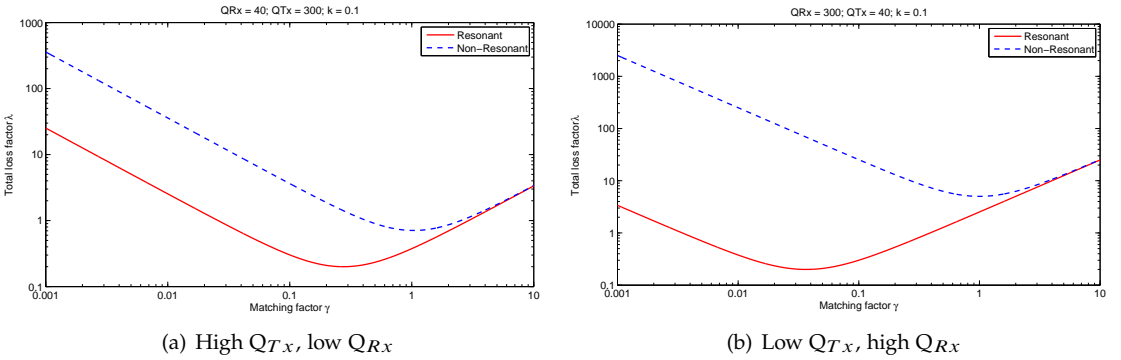 QRx = 40; QTx = 300; k = 0.1
Total loss factor λ
1000
100
10
1
0,1
0.001
0.01
0.1
1
10
Matching factor γ
Resonant
Non−Resonant
(a) High QTx, low QRx
QRx = 300; QTx = 40; k = 0.1
Total loss factor λ
10000
1000
100
10
1
0,1
0.001
0.01
0.1
1
10
Matching factor γ
Resonant
Non−Resonant
(b) Low QTx, high QRx